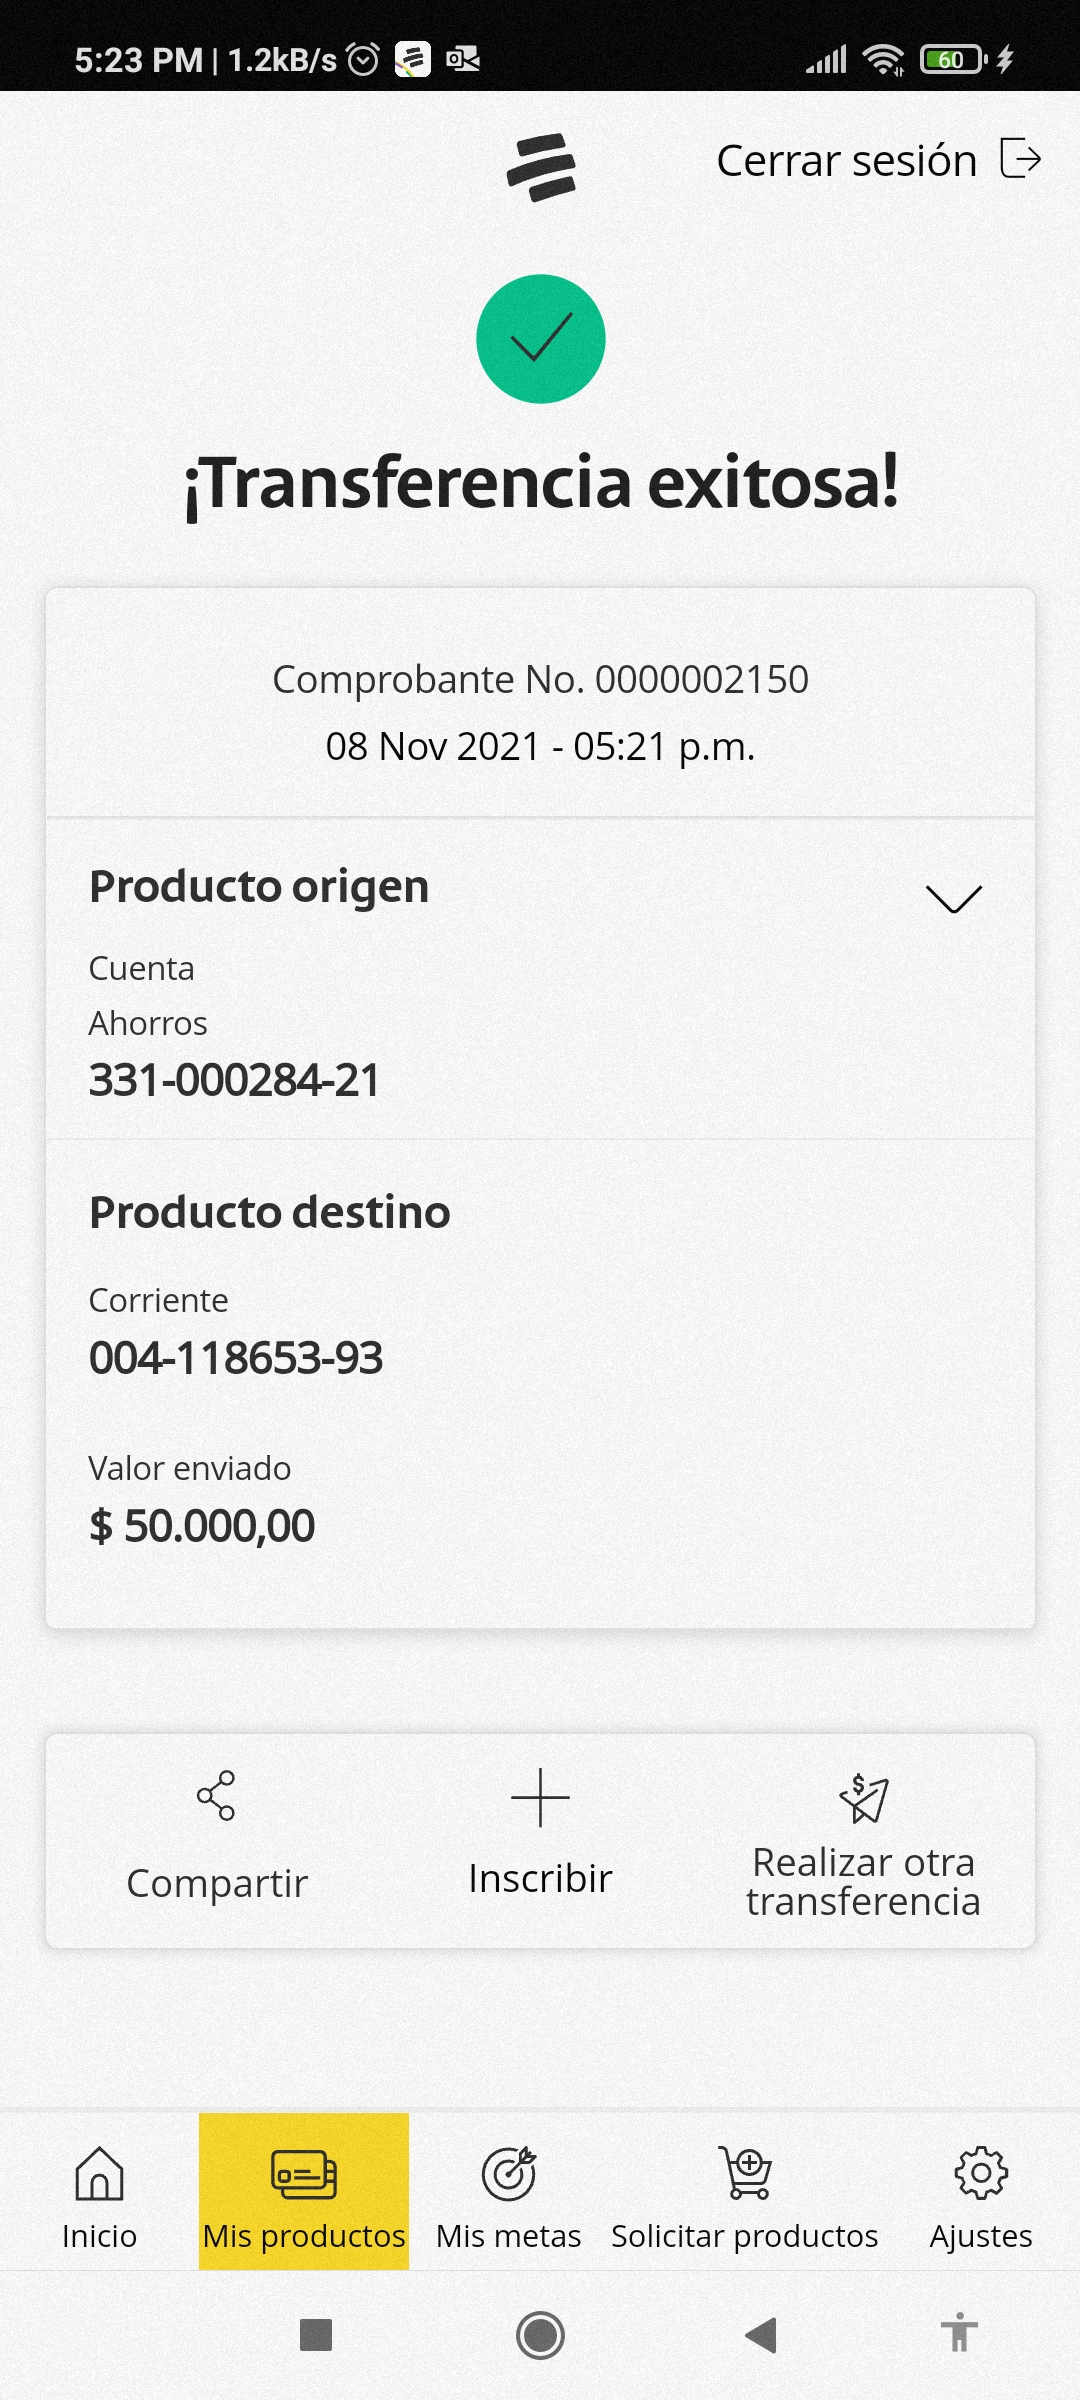 5:23 PM | 1.2kB/s
60
Cerrar sesión
¡Transferencia exitosa!
Comprobante No. 0000002150
08 Nov 2021 - 05:21 p.m.
Producto origen
Cuenta
Ahorros
331-000284-21
Producto destino
Corriente
004-118653-93
Valor enviado
$ 50.000,00
Compartir
Inscribir
Realizar otra
transferencia
Inicio
Mis productos
Mis metas
Solicitar productos
Ajustes